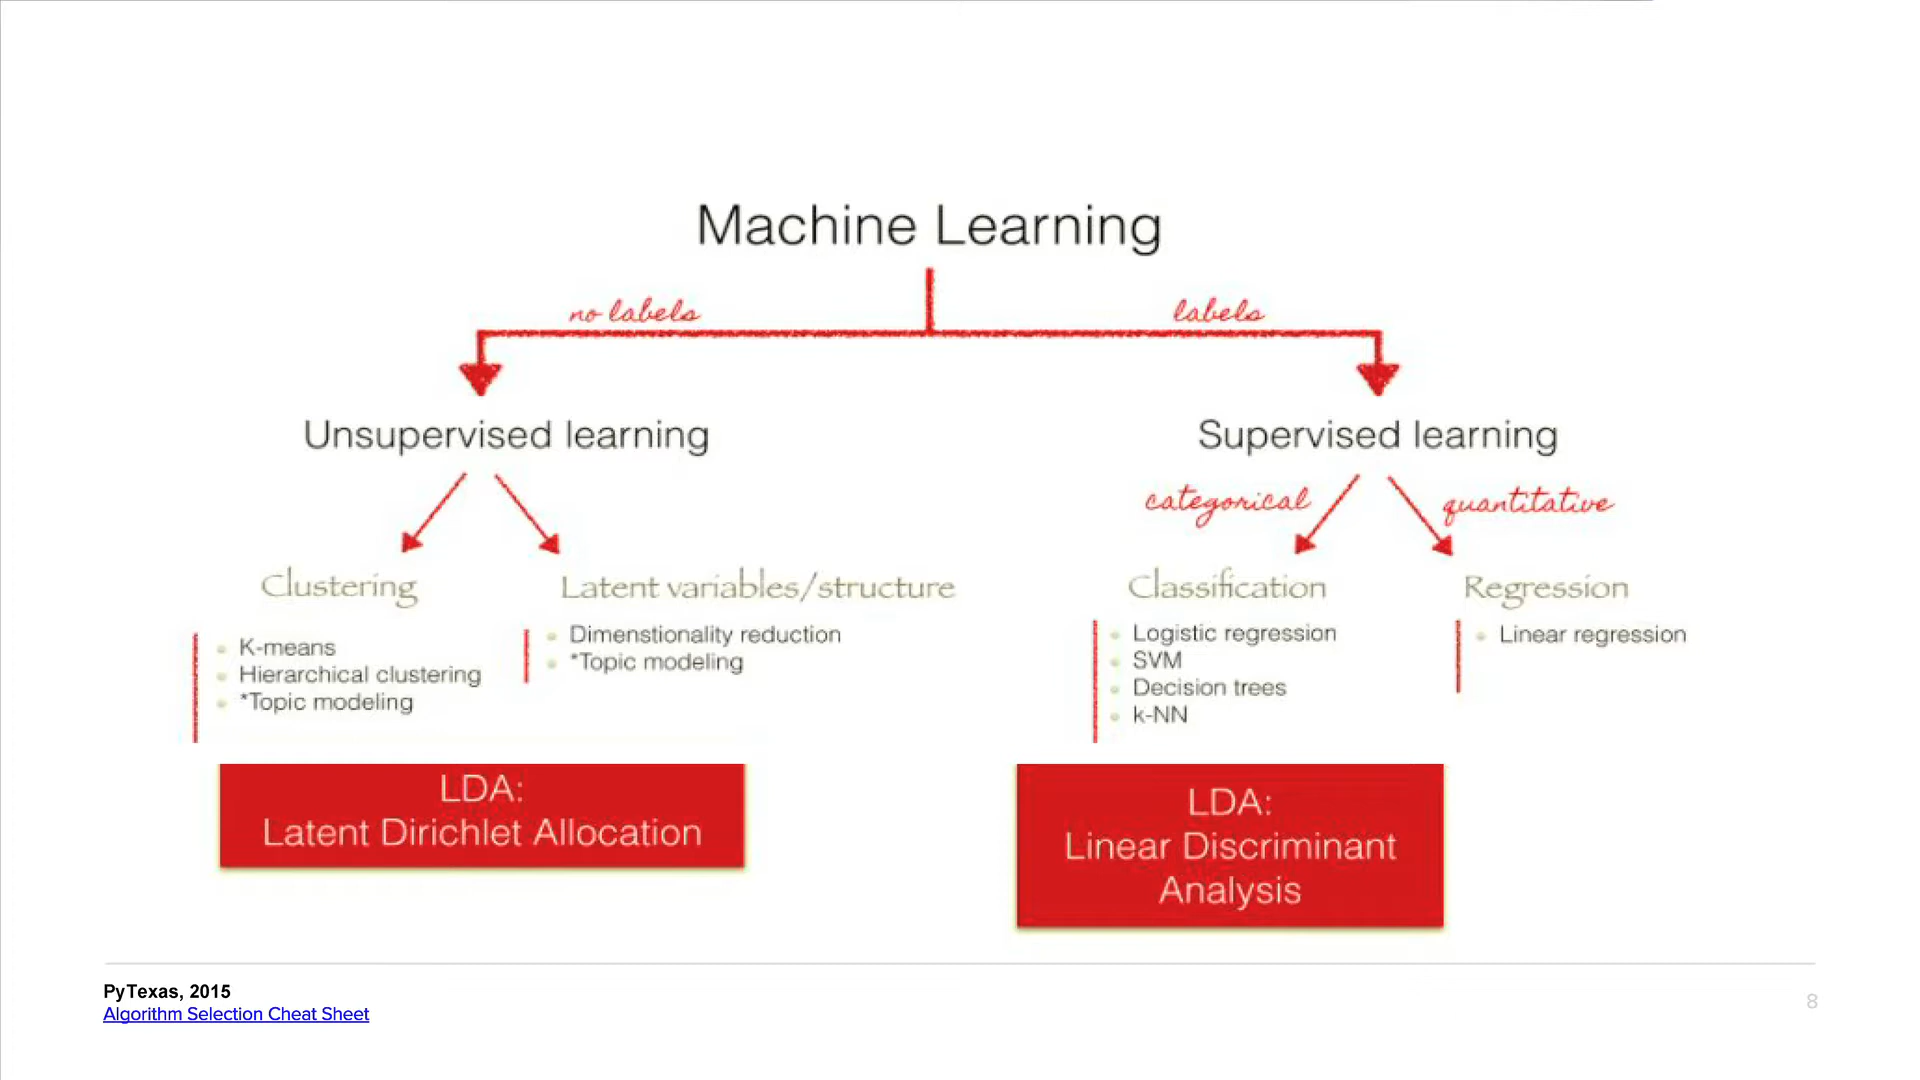 Machine Learning
no labels
labels
Unsupervised learning
Supervised learning
categorical
quantitative
Clustering
Latent variables/structure
Classification
Regression
K-means
Hierarchical clustering
*Topic modeling
Dimenstionality reduction
*Topic modeling
Logistic regression
SVM
Decision trees
k-NN
Linear regression
LDA:
Latent Dirichlet Allocation
LDA:
Linear Discriminant
Analysis
PyTexas, 2015
Algorithm Selection Cheat Sheet
8